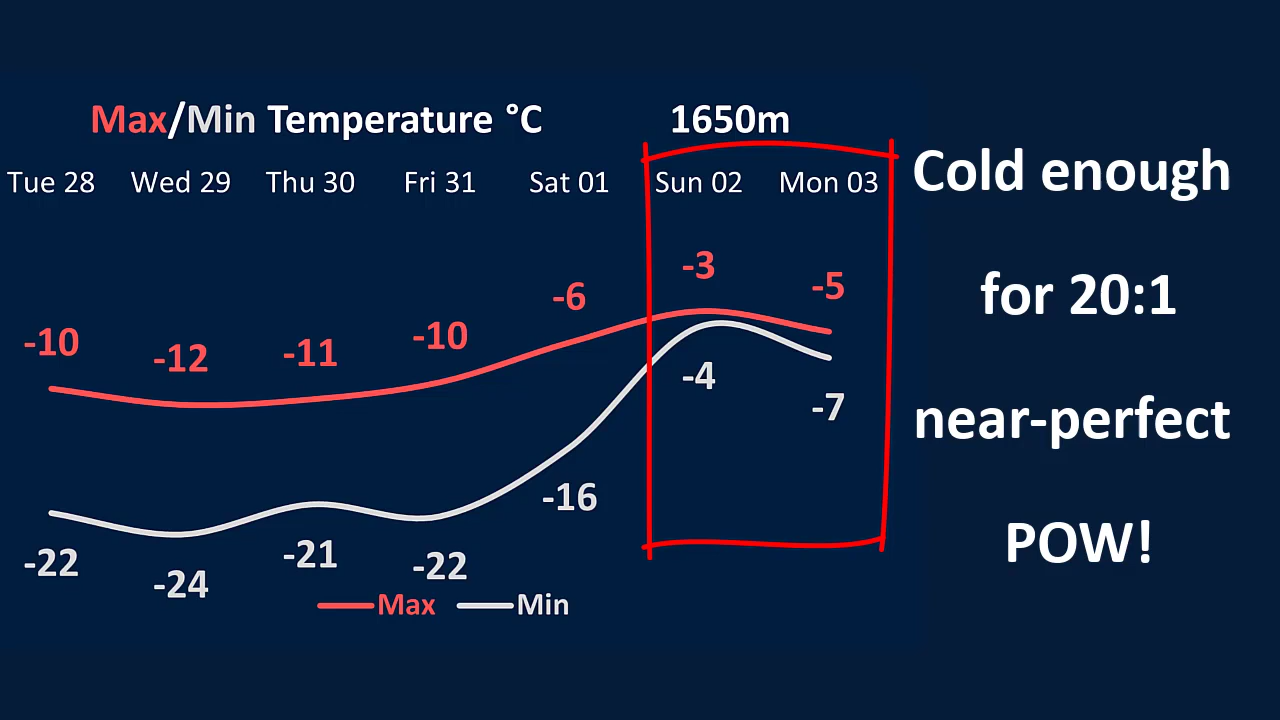 Max/Min Temperature °C 1650m
Tue 28 Wed 29 Thu 30 Fri 31 Sat 01 Sun 02 Mon 03
-10 -12 -11 -10 -6 -3 -5
-22 -24 -21 -22 -16 -4 -7
Max Min
Cold enough
for 20:1
near-perfect
POW!